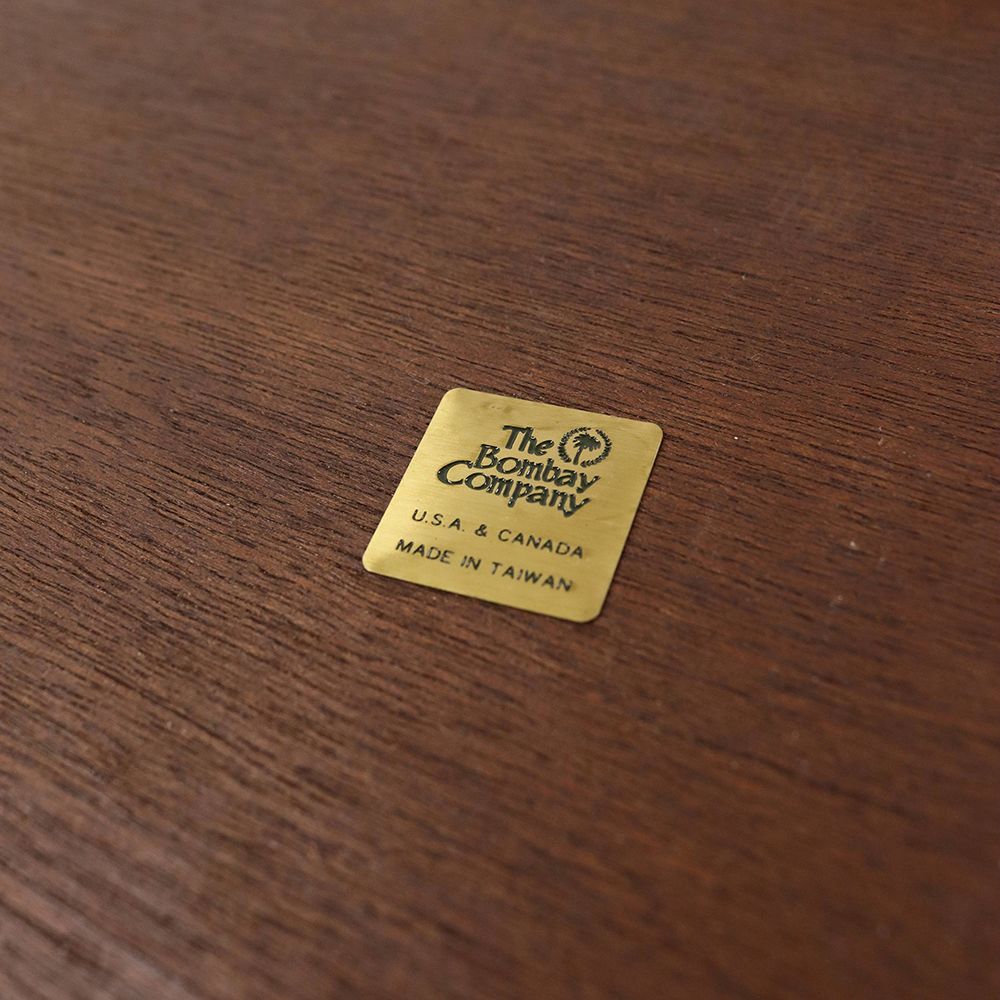 The
Bombay
Company
U.S.A. & CANADA
MADE IN TAIWAN